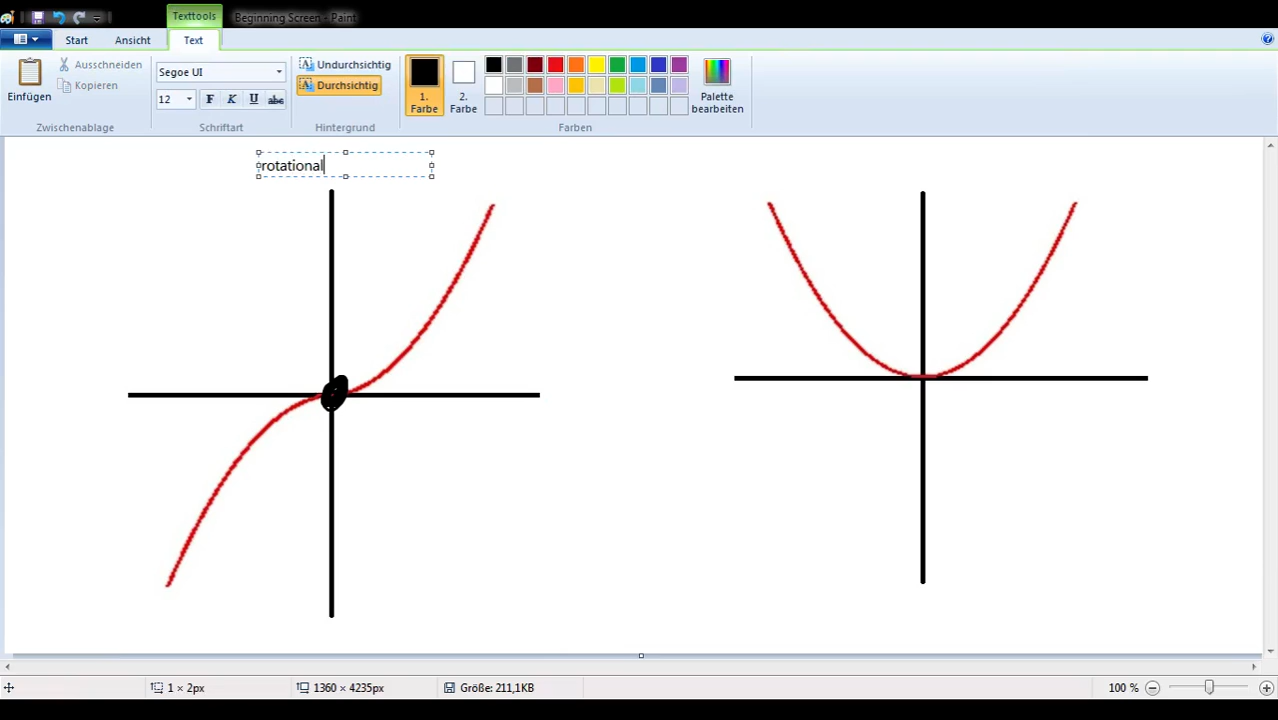 Texttools
Beginning Screen - Paint
Start
Ansicht
Text
Einfügen
Ausschneiden
Kopieren
Zwischenablage
Segoe UI
12
F K U abc
Schriftart
Undurchsichtig
Durchsichtig
Hintergrund
1.
Farbe
2.
Farbe
Palette
bearbeiten
Farben
rotational
1 × 2px
1360 × 4235px
Größe: 211,1KB
100 %